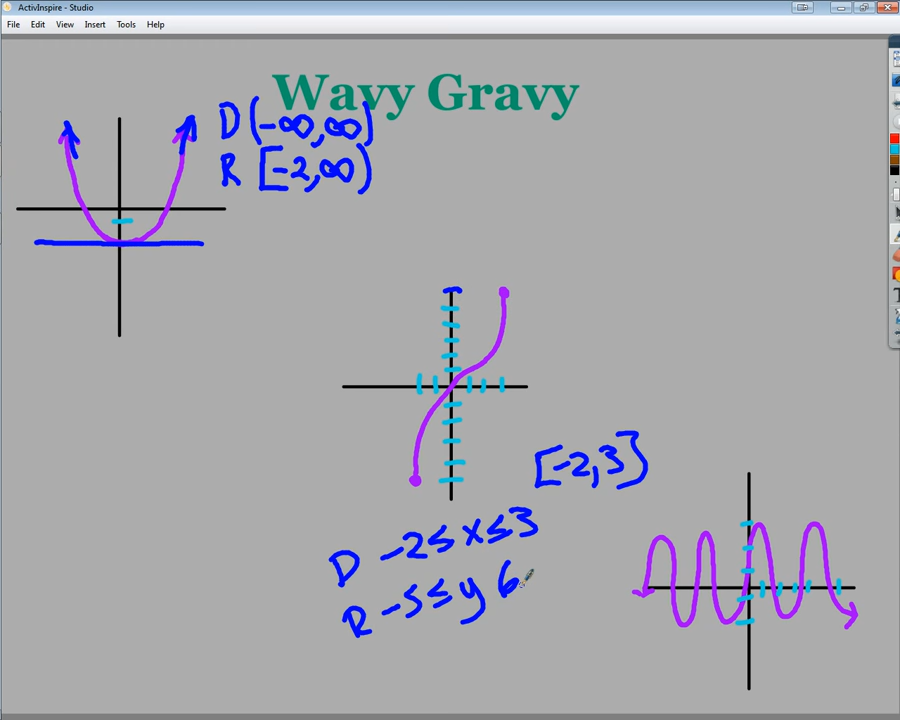 ActivInspire - Studio
File Edit View Insert Tools Help
Wavy Gravy
D (-∞,∞)
R [-2,∞)
[-2,3]
D -2≤ x≤3
R -5≤ y 6